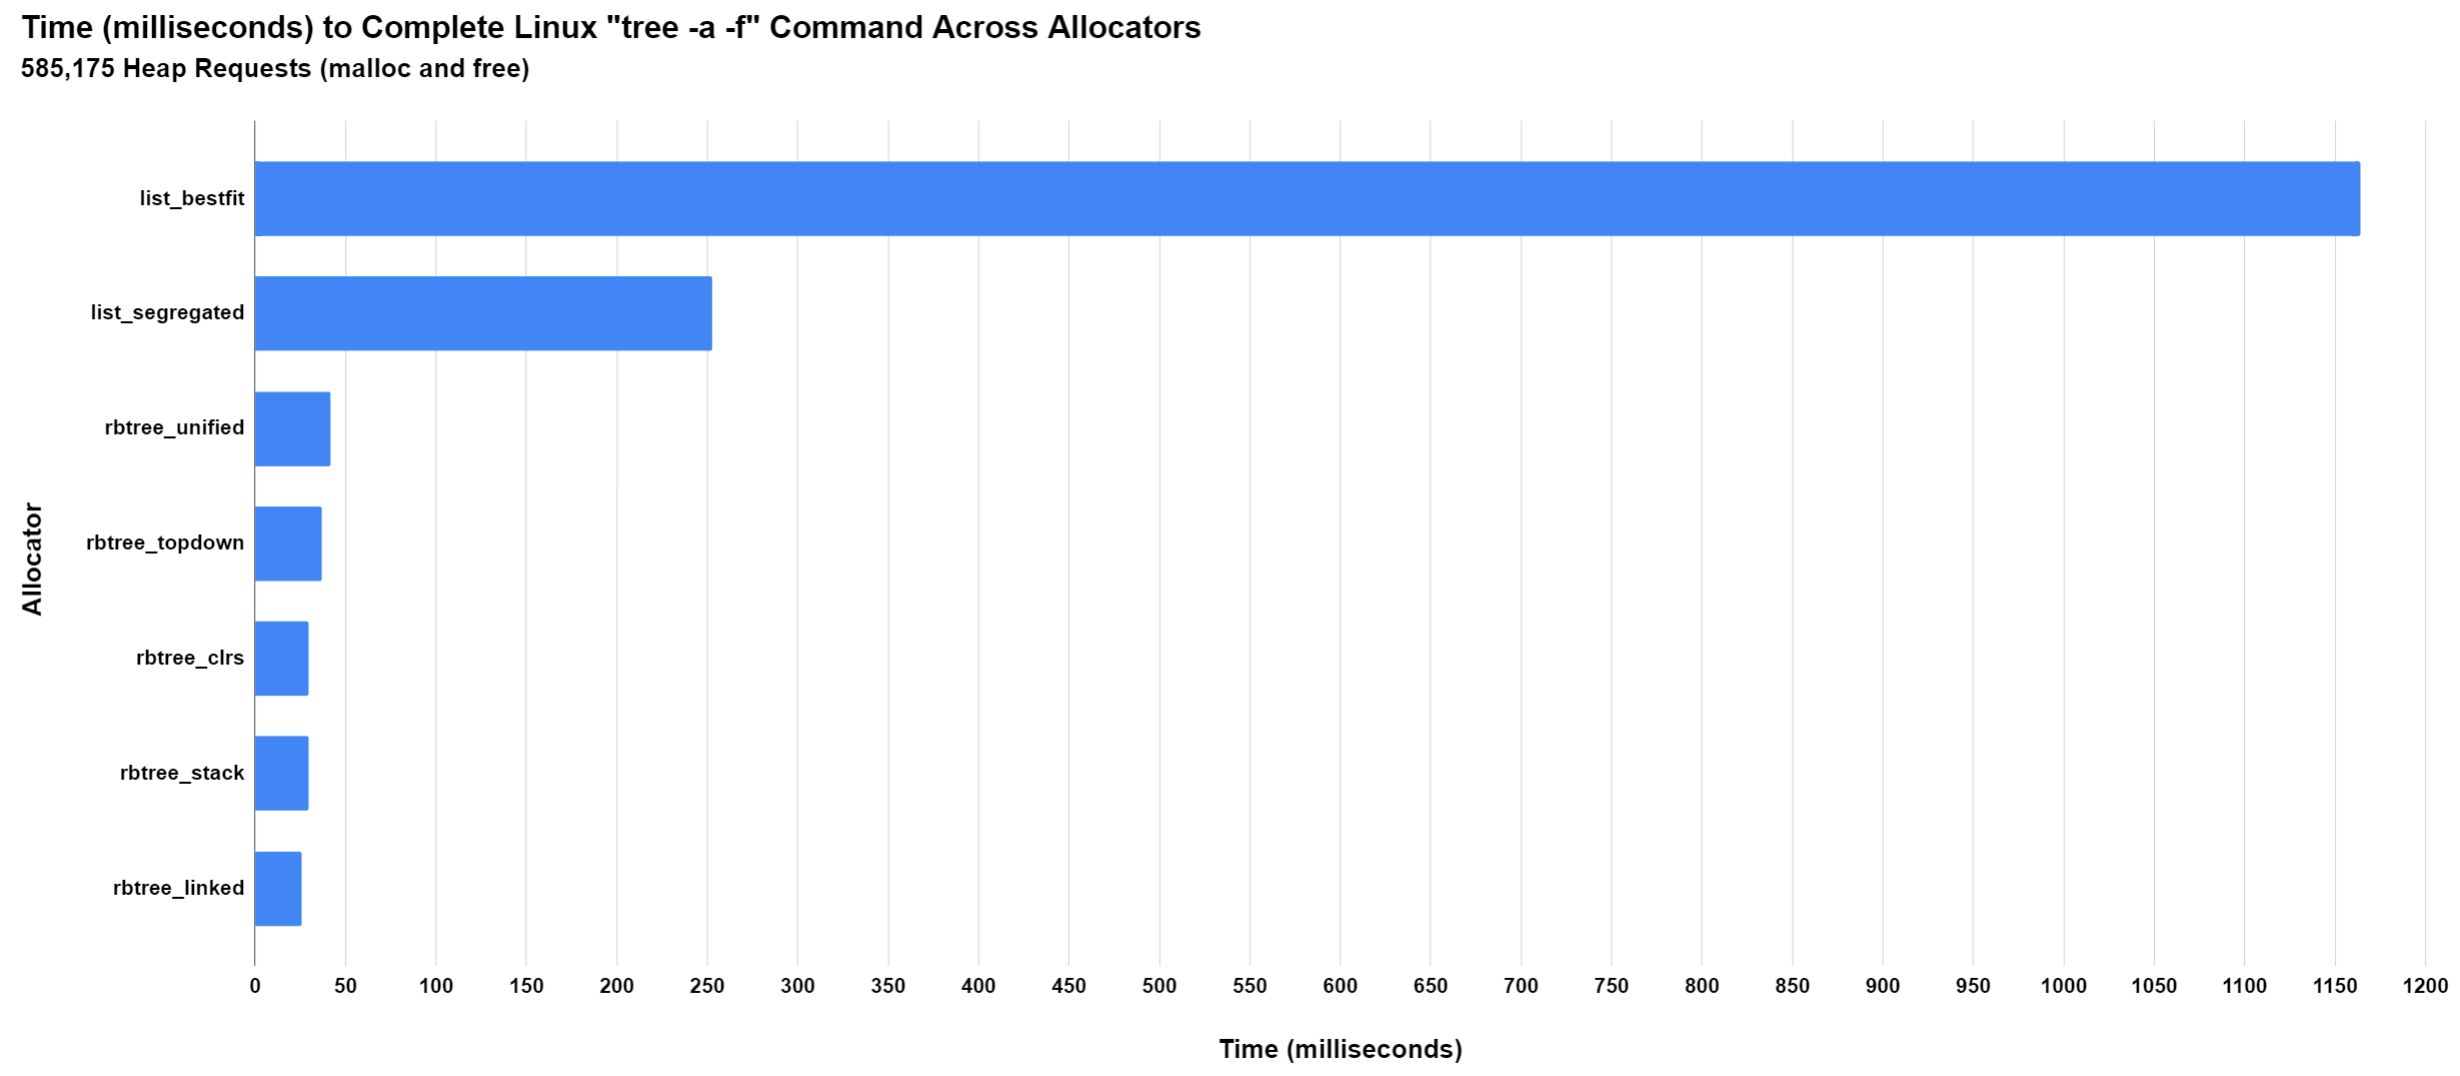 Time (milliseconds) to Complete Linux "tree -a -f" Command Across Allocators
585,175 Heap Requests (malloc and free)
Allocator
list_bestfit
list_segregated
rbtree_unified
rbtree_topdown
rbtree_clrs
rbtree_stack
rbtree_linked
0 50 100 150 200 250 300 350 400 450 500 550 600 650 700 750 800 850 900 950 1000 1050 1100 1150 1200
Time (milliseconds)